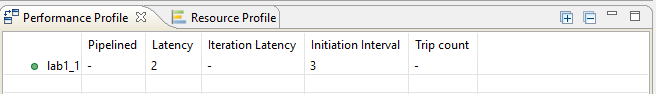 Performance Profile Resource Profile
Pipelined Latency Iteration Latency Initiation Interval Trip count
lab1_1 - 2 - 3 -